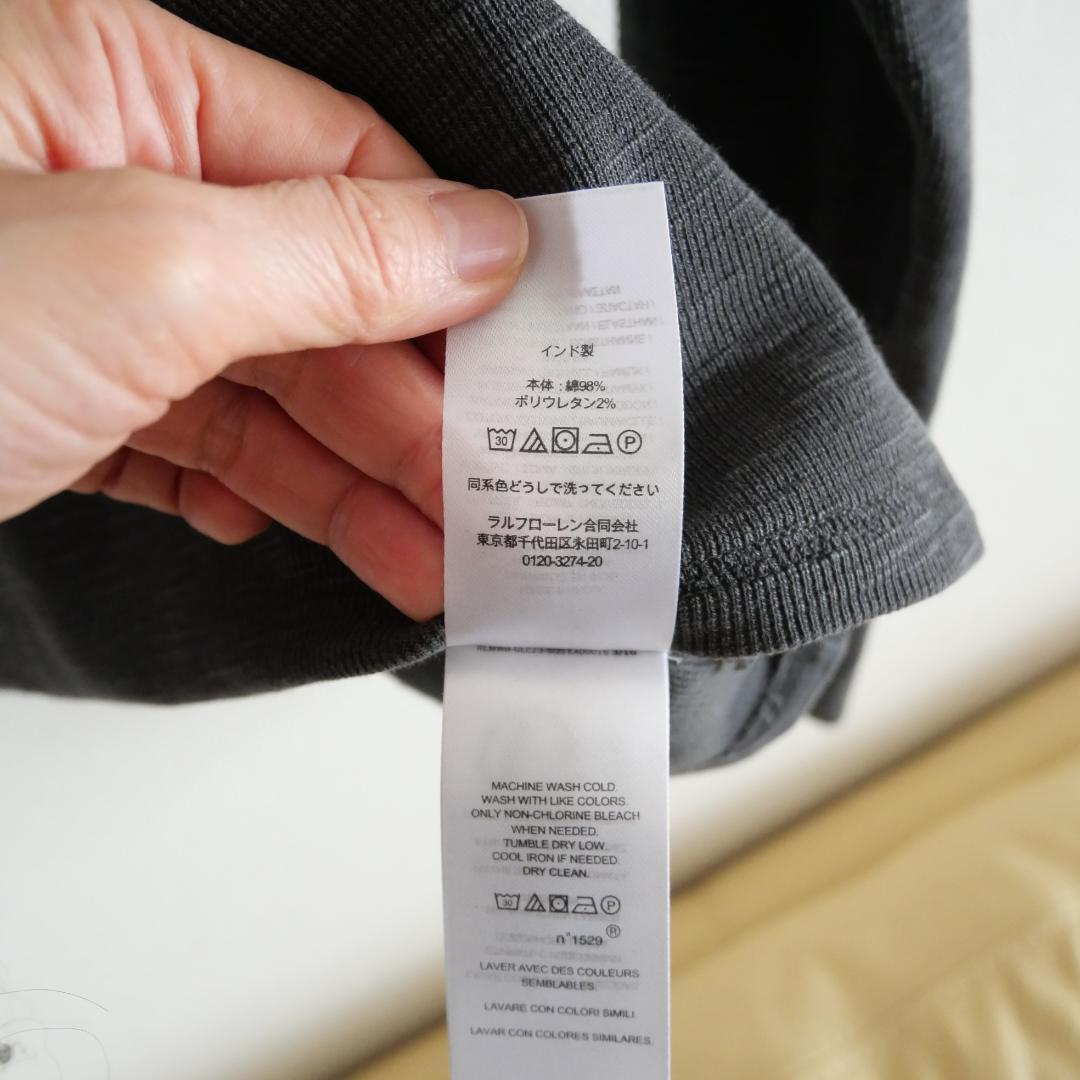 インド製
本体 : 綿98%
ポリウレタン2%
30 P
同系色どうしで洗ってください
ラルフローレン合同会社
東京都千代田区永田町2-10-1
0120-3274-20
MACHINE WASH COLD.
WASH WITH LIKE COLORS.
ONLY NON-CHLORINE BLEACH
WHEN NEEDED.
TUMBLE DRY LOW.
COOL IRON IF NEEDED.
DRY CLEAN.
30 P
®
n°1529
LAVER AVEC DES COULEURS
SEMBLABLES.
LAVARE CON COLORI SIMILI.
LAVAR CON COLORES SIMILARES.